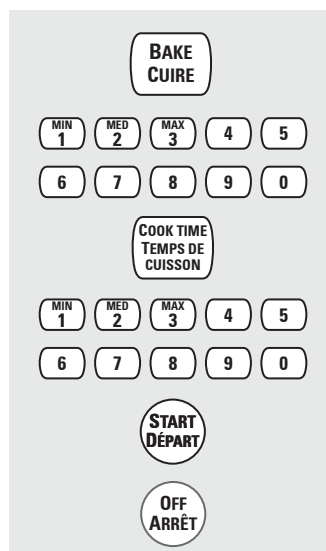 BAKE
CUIRE
MIN MED MAX
1 2 3 4 5
6 7 8 9 0
COOK TIME
TEMPS DE
CUISSON
MIN MED MAX
1 2 3 4 5
6 7 8 9 0
START
DÉPART
OFF
ARRÊT